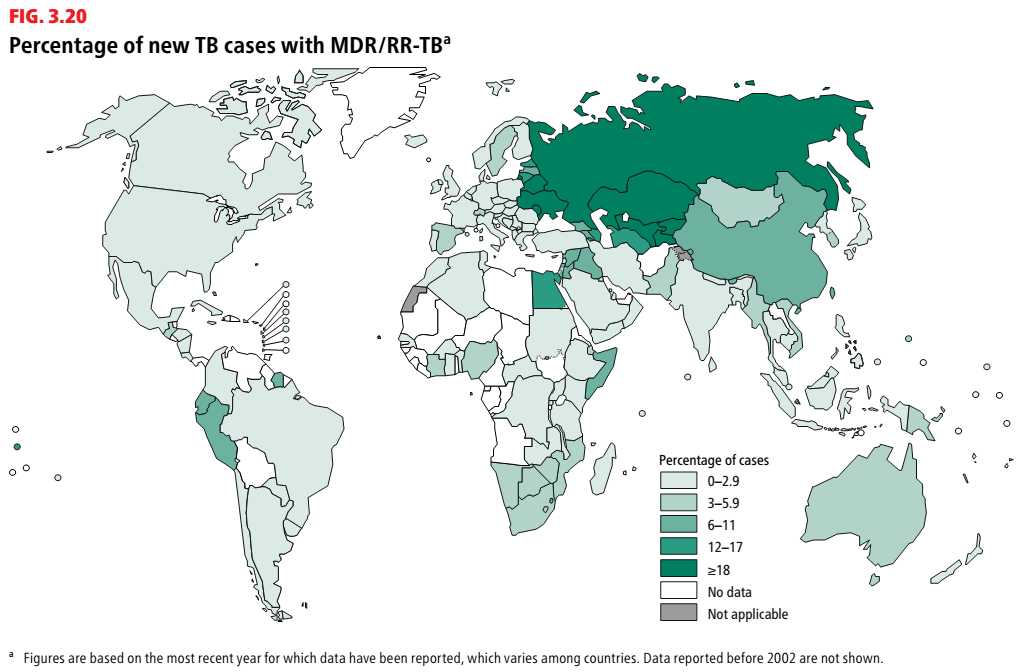 FIG. 3.20
Percentage of new TB cases with MDR/RR-TBª
Percentage of cases
0–2.9
3–5.9
6–11
12–17
≥18
No data
Not applicable
ª Figures are based on the most recent year for which data have been reported, which varies among countries. Data reported before 2002 are not shown.